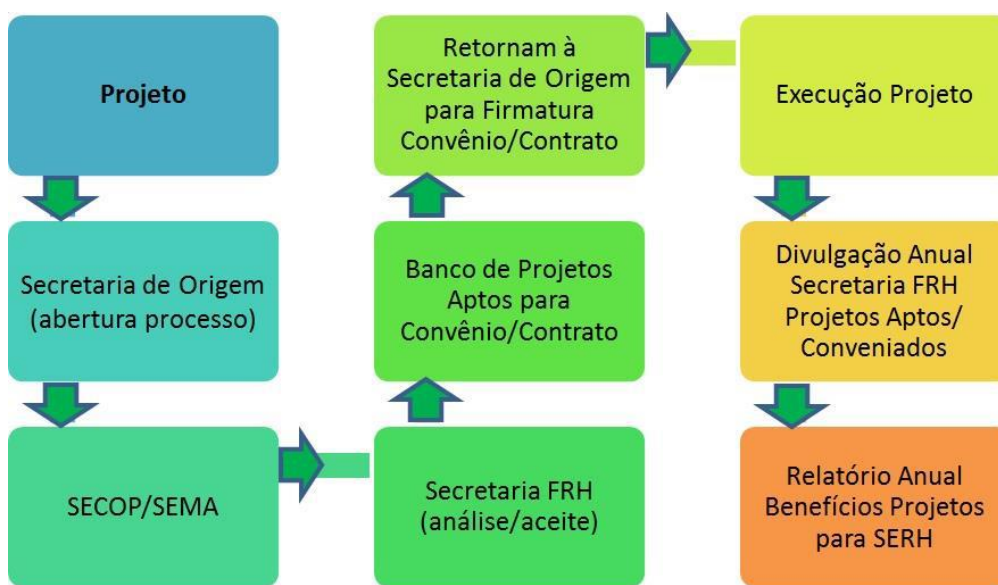 Projeto
Secretaria de Origem
(abertura processo)
SECOP/SEMA
Secretaria FRH
(análise/aceite)
Banco de Projetos
Aptos para
Convênio/Contrato
Retornam à
Secretaria de Origem
para Firmatura
Convênio/Contrato
Execução Projeto
Divulgação Anual
Secretaria FRH
Projetos Aptos/
Conveniados
Relatório Anual
Benefícios Projetos
para SERH